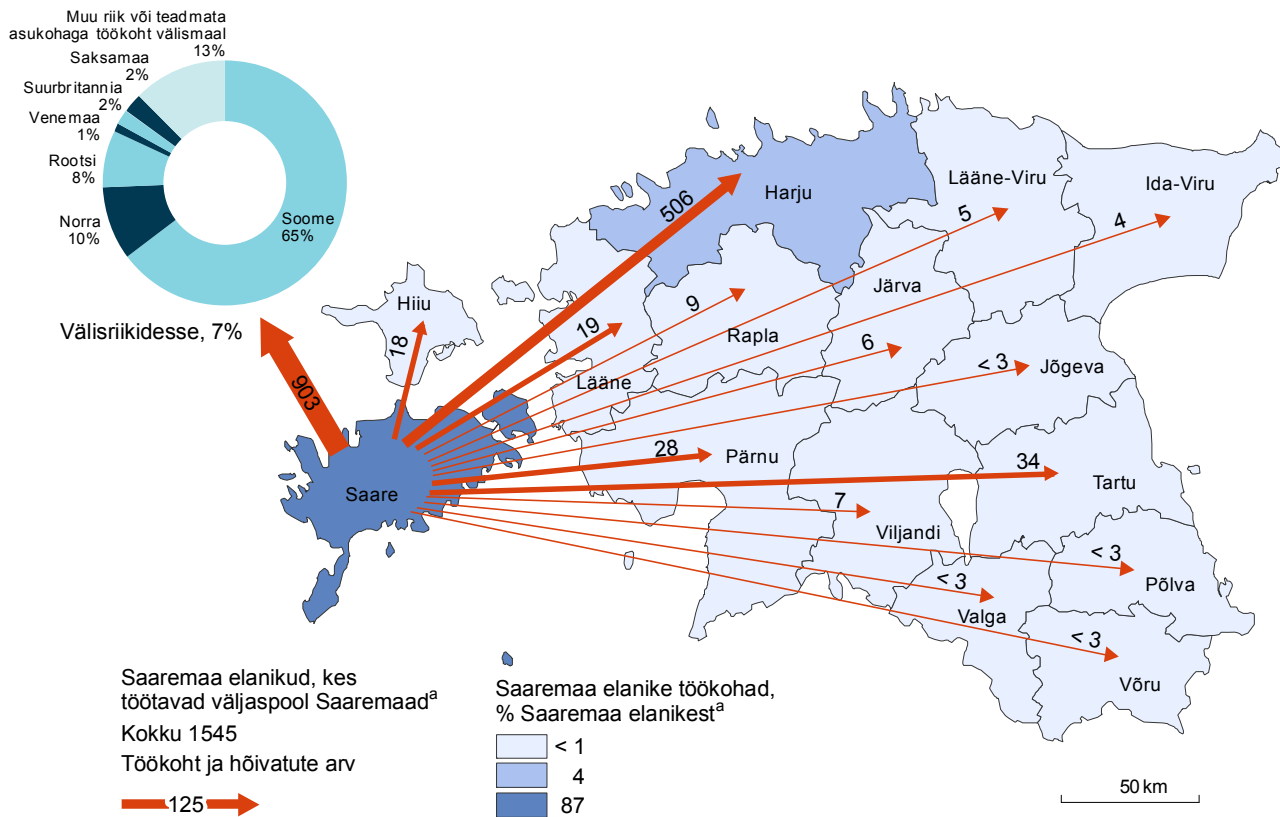 Muu riik või teadmata
asukohaga töökoht välismaal
13%
Saksamaa
2%
Suurbritannia
2%
Venemaa
1%
Rootsi
8%
Norra
10%
Soome
65%
Välisriikidesse, 7%
903
18
506
19
9
5
4
6
< 3
28
34
7
< 3
< 3
< 3
Harju
Lääne-Viru
Ida-Viru
Hiiu
Järva
Rapla
Lääne
Jõgeva
Pärnu
Saare
Tartu
Viljandi
Põlva
Valga
Võru
Saaremaa elanikud, kes
töötavad väljaspool Saaremaad<sup>a</sup>
Kokku 1545
Töökoht ja hõivatute arv
125
Saaremaa elanike töökohad,
% Saaremaa elanikest<sup>a</sup>
< 1
4
87
50 km